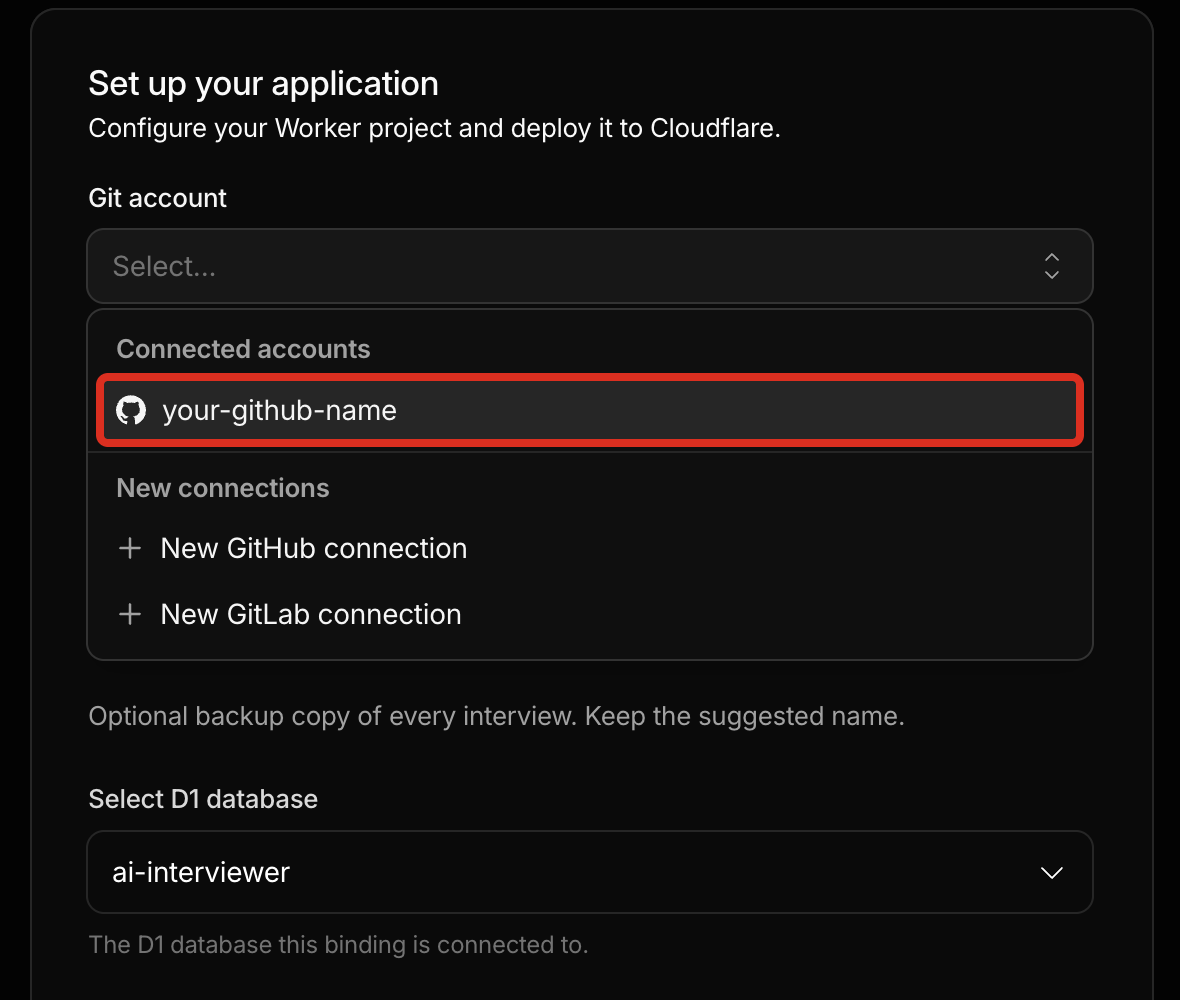 Set up your application
Configure your Worker project and deploy it to Cloudflare.
Git account
Select...
Connected accounts
your-github-name
New connections
+ New GitHub connection
+ New GitLab connection
Optional backup copy of every interview. Keep the suggested name.
Select D1 database
ai-interviewer
The D1 database this binding is connected to.